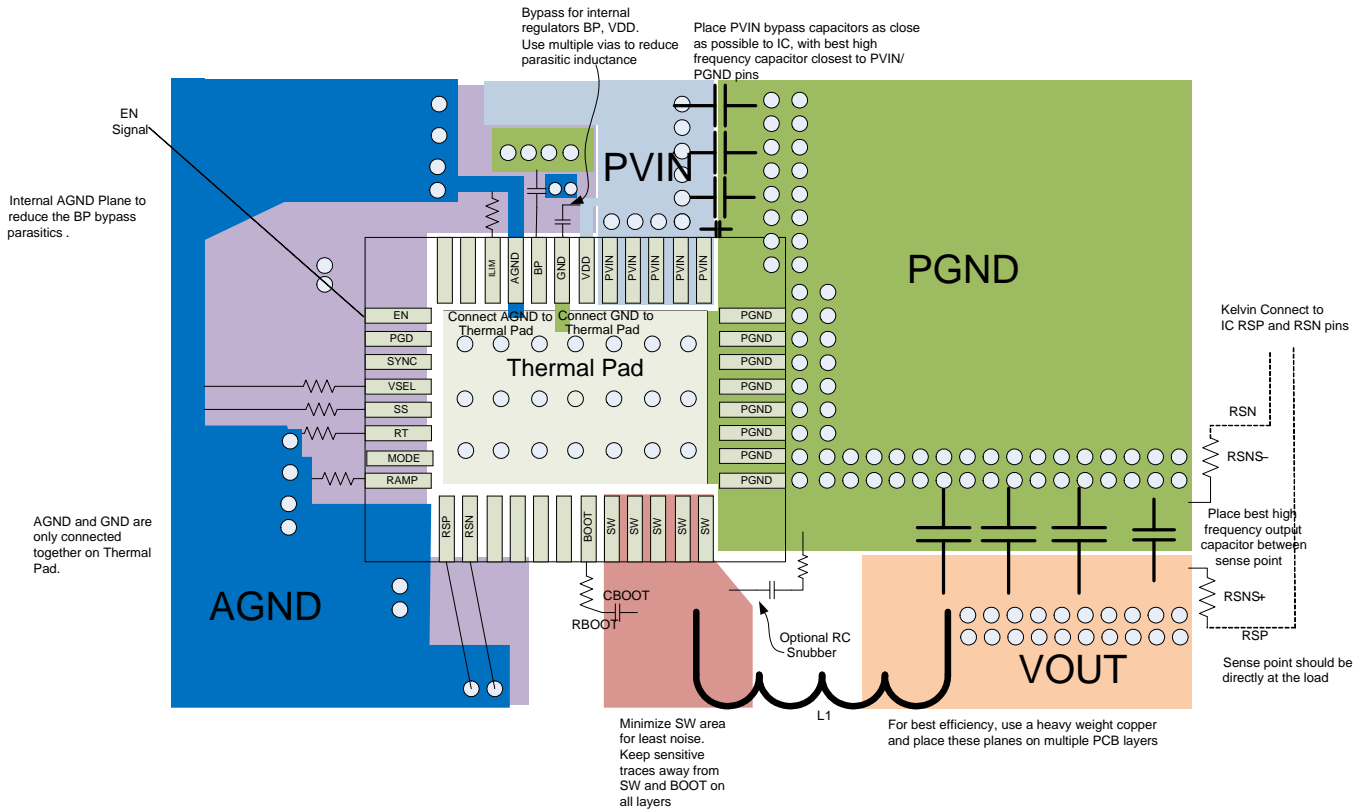 Bypass for internal
regulators BP, VDD.
Use multiple vias to reduce
parasitic inductance
Place PVIN bypass capacitors as close
as possible to IC, with best high
frequency capacitor closest to PVIN/
PGND pins
EN
Signal
Internal AGND Plane to
reduce the BP bypass
parasitics .
PVIN
PGND
ILIM
AGND
BP
GND
VDD
PVIN
PVIN
PVIN
PVIN
PVIN
EN
PGD
SYNC
VSEL
SS
RT
MODE
RAMP
Connect AGND to
Thermal Pad
Connect GND to
Thermal Pad
Thermal Pad
PGND
PGND
PGND
PGND
PGND
PGND
PGND
PGND
Kelvin Connect to
IC RSP and RSN pins
RSN
RSNS–
Place best high
frequency output
capacitor between
sense point
RSNS+
RSP
Sense point should be
directly at the load
AGND and GND are
only connected
together on Thermal
Pad.
RSP
RSN
BOOT
SW
SW
SW
SW
SW
AGND
CBOOT
RBOOT
Optional RC
Snubber
VOUT
L1
Minimize SW area
for least noise.
Keep sensitive
traces away from
SW and BOOT on
all layers
For best efficiency, use a heavy weight copper
and place these planes on multiple PCB layers